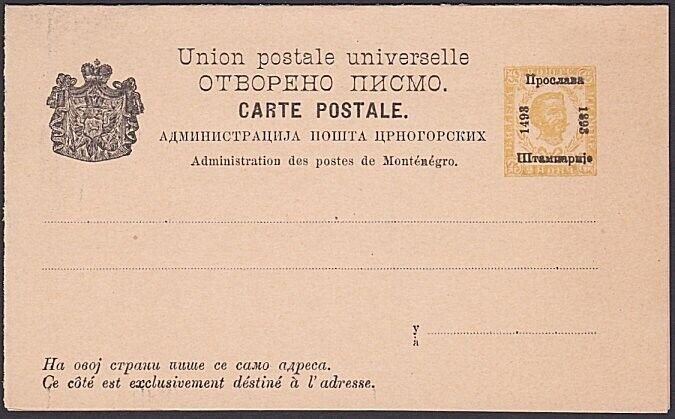 Union postale universelle
ОТВОРЕНО ПИСМО.
CARTE POSTALE.
АДМИНИСТРАЦИЈА ПОШТА ЦРНОГОРСКИХ
Administration des postes de Monténégro.
Прослава
1493
1893
Штампарије
у
à
На овој страни пише се само адреса.
Çe côté est exclusivement déstiné à l'adresse.